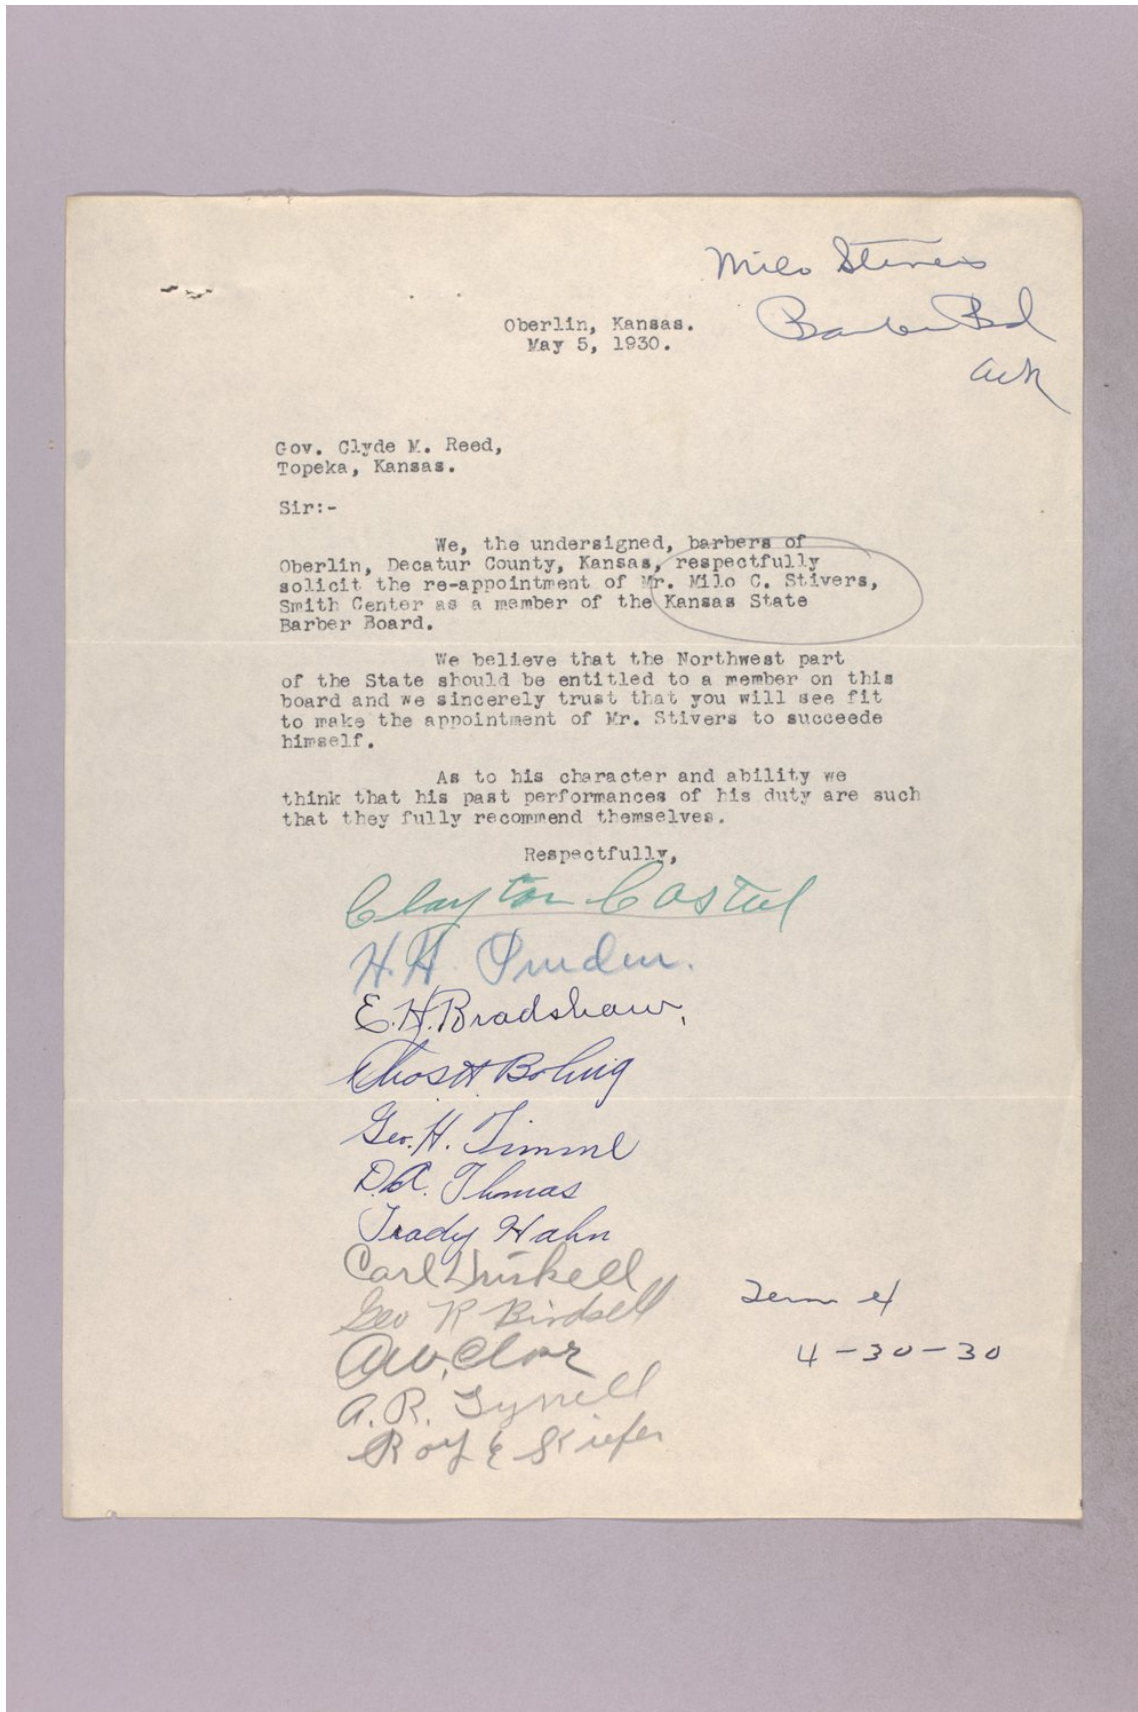 Milo Stivers
Barber Bd
Ack
Oberlin, Kansas.
May 5, 1930.
Gov. Clyde M. Reed,
Topeka, Kansas.
Sir:-
We, the undersigned, barbers of
Oberlin, Decatur County, Kansas, respectfully
solicit the re-appointment of Mr. Milo C. Stivers,
Smith Center as a member of the Kansas State
Barber Board.
We believe that the Northwest part
of the State should be entitled to a member on this
board and we sincerely trust that you will see fit
to make the appointment of Mr. Stivers to succeede
himself.
As to his character and ability we
think that his past performances of his duty are such
that they fully recommend themselves.
Respectfully,
Clayton
H. H. Pruden.
E. H. Bradshaw,
Chas H
Geo. H. Timml
D. A. Thomas
Trady Hahn
Carl Driskell
Geo R Birdsell
A. W.
A. R. Tyrrell
Roy E Kiefer
Term
4-30-30